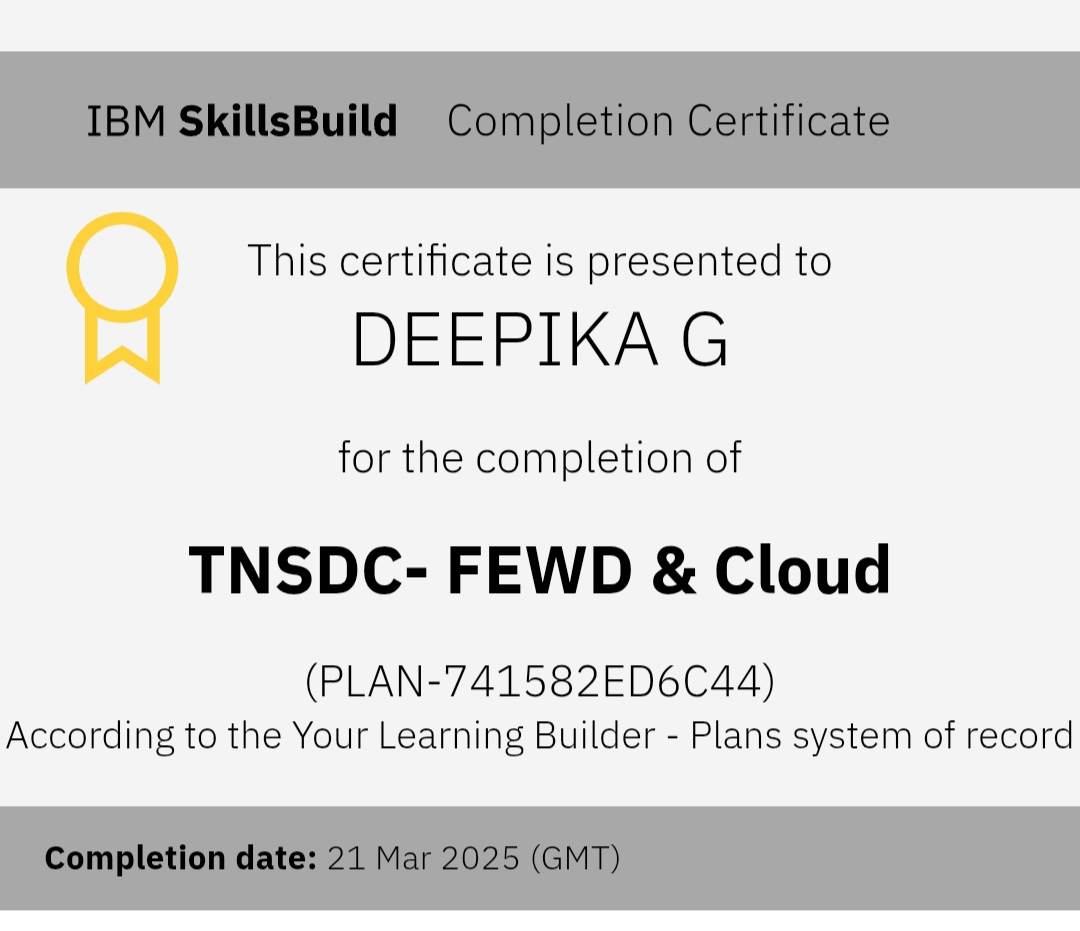 IBM SkillsBuild Completion Certificate
This certificate is presented to
DEEPIKA G
for the completion of
TNSDC- FEWD & Cloud
(PLAN-741582ED6C44)
According to the Your Learning Builder - Plans system of record
Completion date: 21 Mar 2025 (GMT)